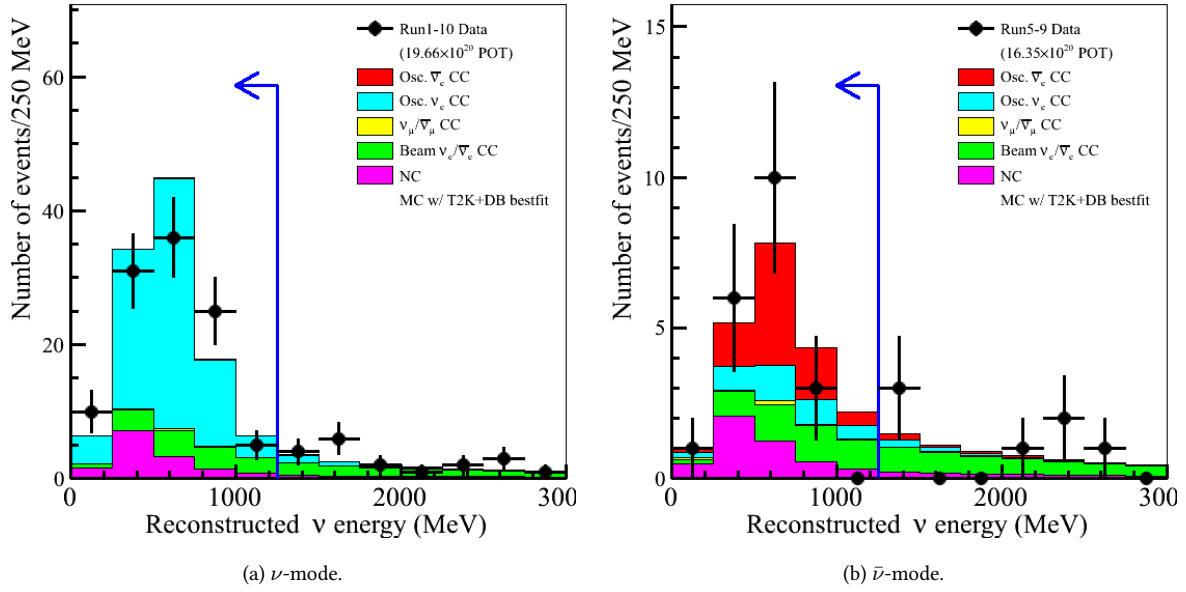 Number of events/250 MeV
60
40
20
0
Run1-10 Data
(19.66×10²⁰ POT)
Osc. ν̅ₑ CC
Osc. νₑ CC
ν_μ/ν̅_μ CC
Beam νₑ/ν̅ₑ CC
NC
MC w/ T2K+DB bestfit
0 1000 2000 300
Reconstructed ν energy (MeV)
(a) ν-mode.
Number of events/250 MeV
15
10
5
0
Run5-9 Data
(16.35×10²⁰ POT)
Osc. ν̅ₑ CC
Osc. νₑ CC
ν_μ/ν̅_μ CC
Beam νₑ/ν̅ₑ CC
NC
MC w/ T2K+DB bestfit
0 1000 2000 300
Reconstructed ν energy (MeV)
(b) ν̄-mode.